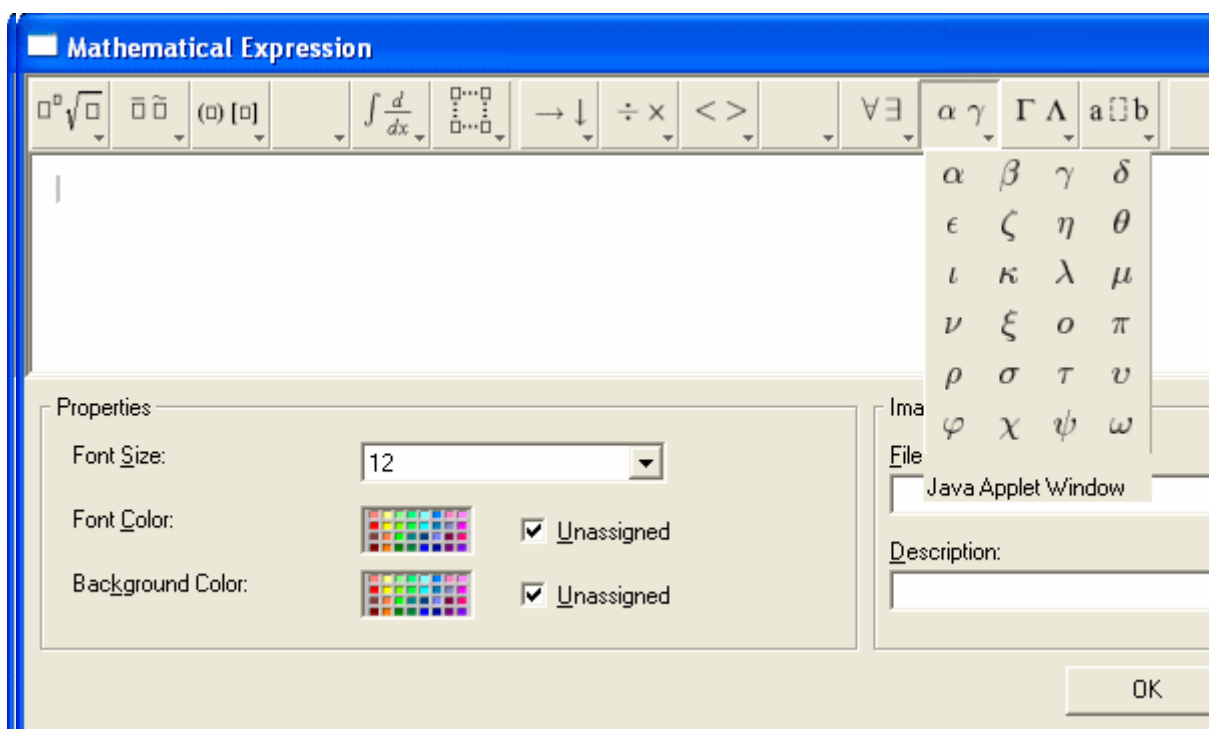 Mathematical Expression
□ⁿ√□ □̄ □̃ (□) [□] ∫ d/dx □…□ → ↓ ÷ × < > ∀ ∃ α γ Γ Λ a b
α β γ δ
ϵ ζ η θ
ι κ λ μ
ν ξ ο π
ρ σ τ υ
φ χ ψ ω
Java Applet Window
Properties
Font Size:
12
Font Color:
Unassigned
Background Color:
Unassigned
Ima
File
Description:
OK